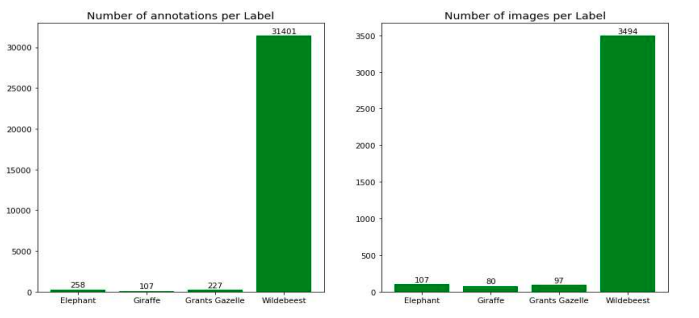 Number of annotations per Label
31401
30000
25000
20000
15000
10000
5000
0
258
107
227
Elephant
Giraffe
Grants Gazelle
Wildebeest
Number of images per Label
3494
3500
3000
2500
2000
1500
1000
500
0
107
80
97
Elephant
Giraffe
Grants Gazelle
Wildebeest